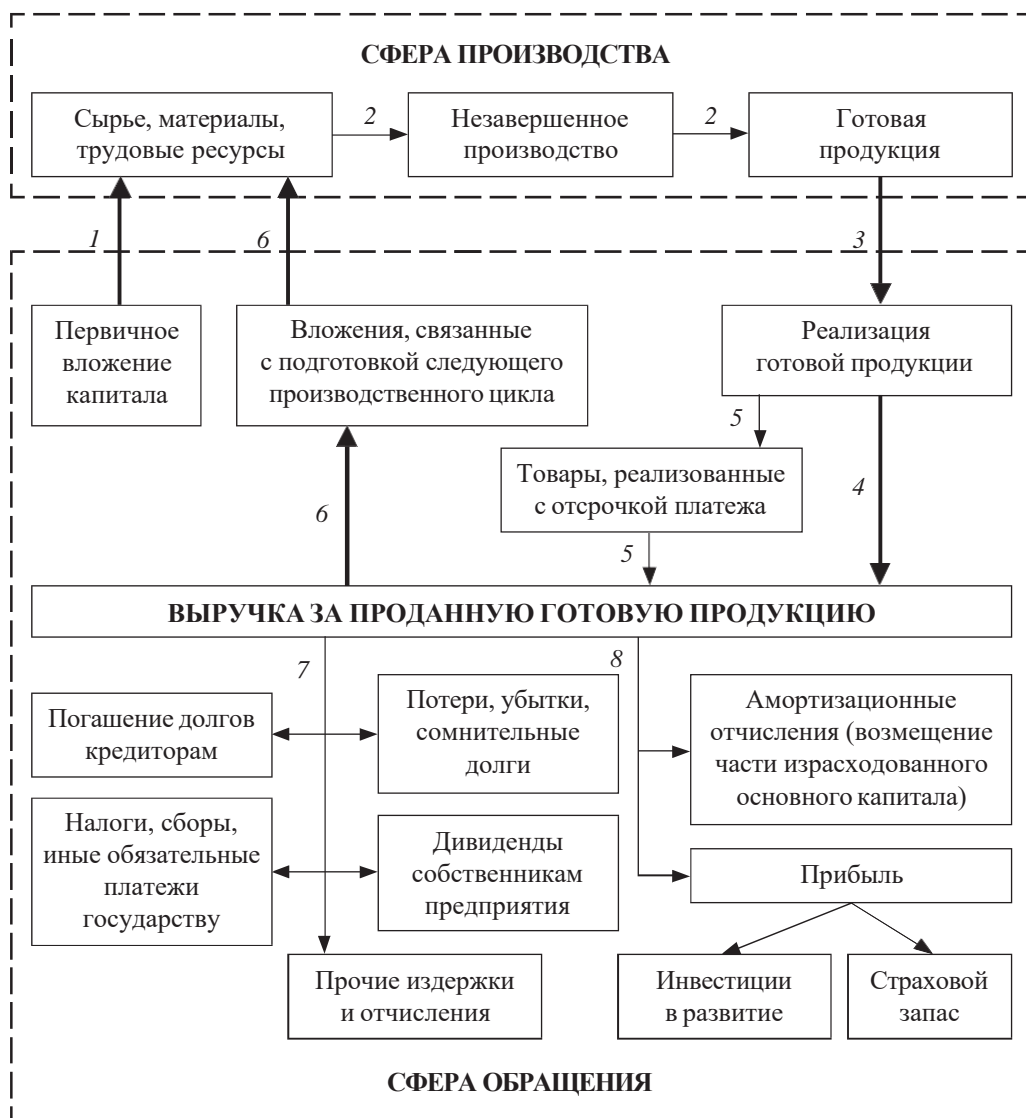 СФЕРА ПРОИЗВОДСТВА
Сырье, материалы,
трудовые ресурсы
2
Незавершенное
производство
2
Готовая
продукция
1
6
3
Первичное
вложение
капитала
Вложения, связанные
с подготовкой следующего
производственного цикла
Реализация
готовой продукции
5
Товары, реализованные
с отсрочкой платежа
4
6
5
ВЫРУЧКА ЗА ПРОДАННУЮ ГОТОВУЮ ПРОДУКЦИЮ
7
8
Погашение долгов
кредиторам
Потери, убытки,
сомнительные
долги
Амортизационные
отчисления (возмещение
части израсходованного
основного капитала)
Налоги, сборы,
иные обязательные
платежи
государству
Дивиденды
собственникам
предприятия
Прибыль
Прочие издержки
и отчисления
Инвестиции
в развитие
Страховой
запас
СФЕРА ОБРАЩЕНИЯ